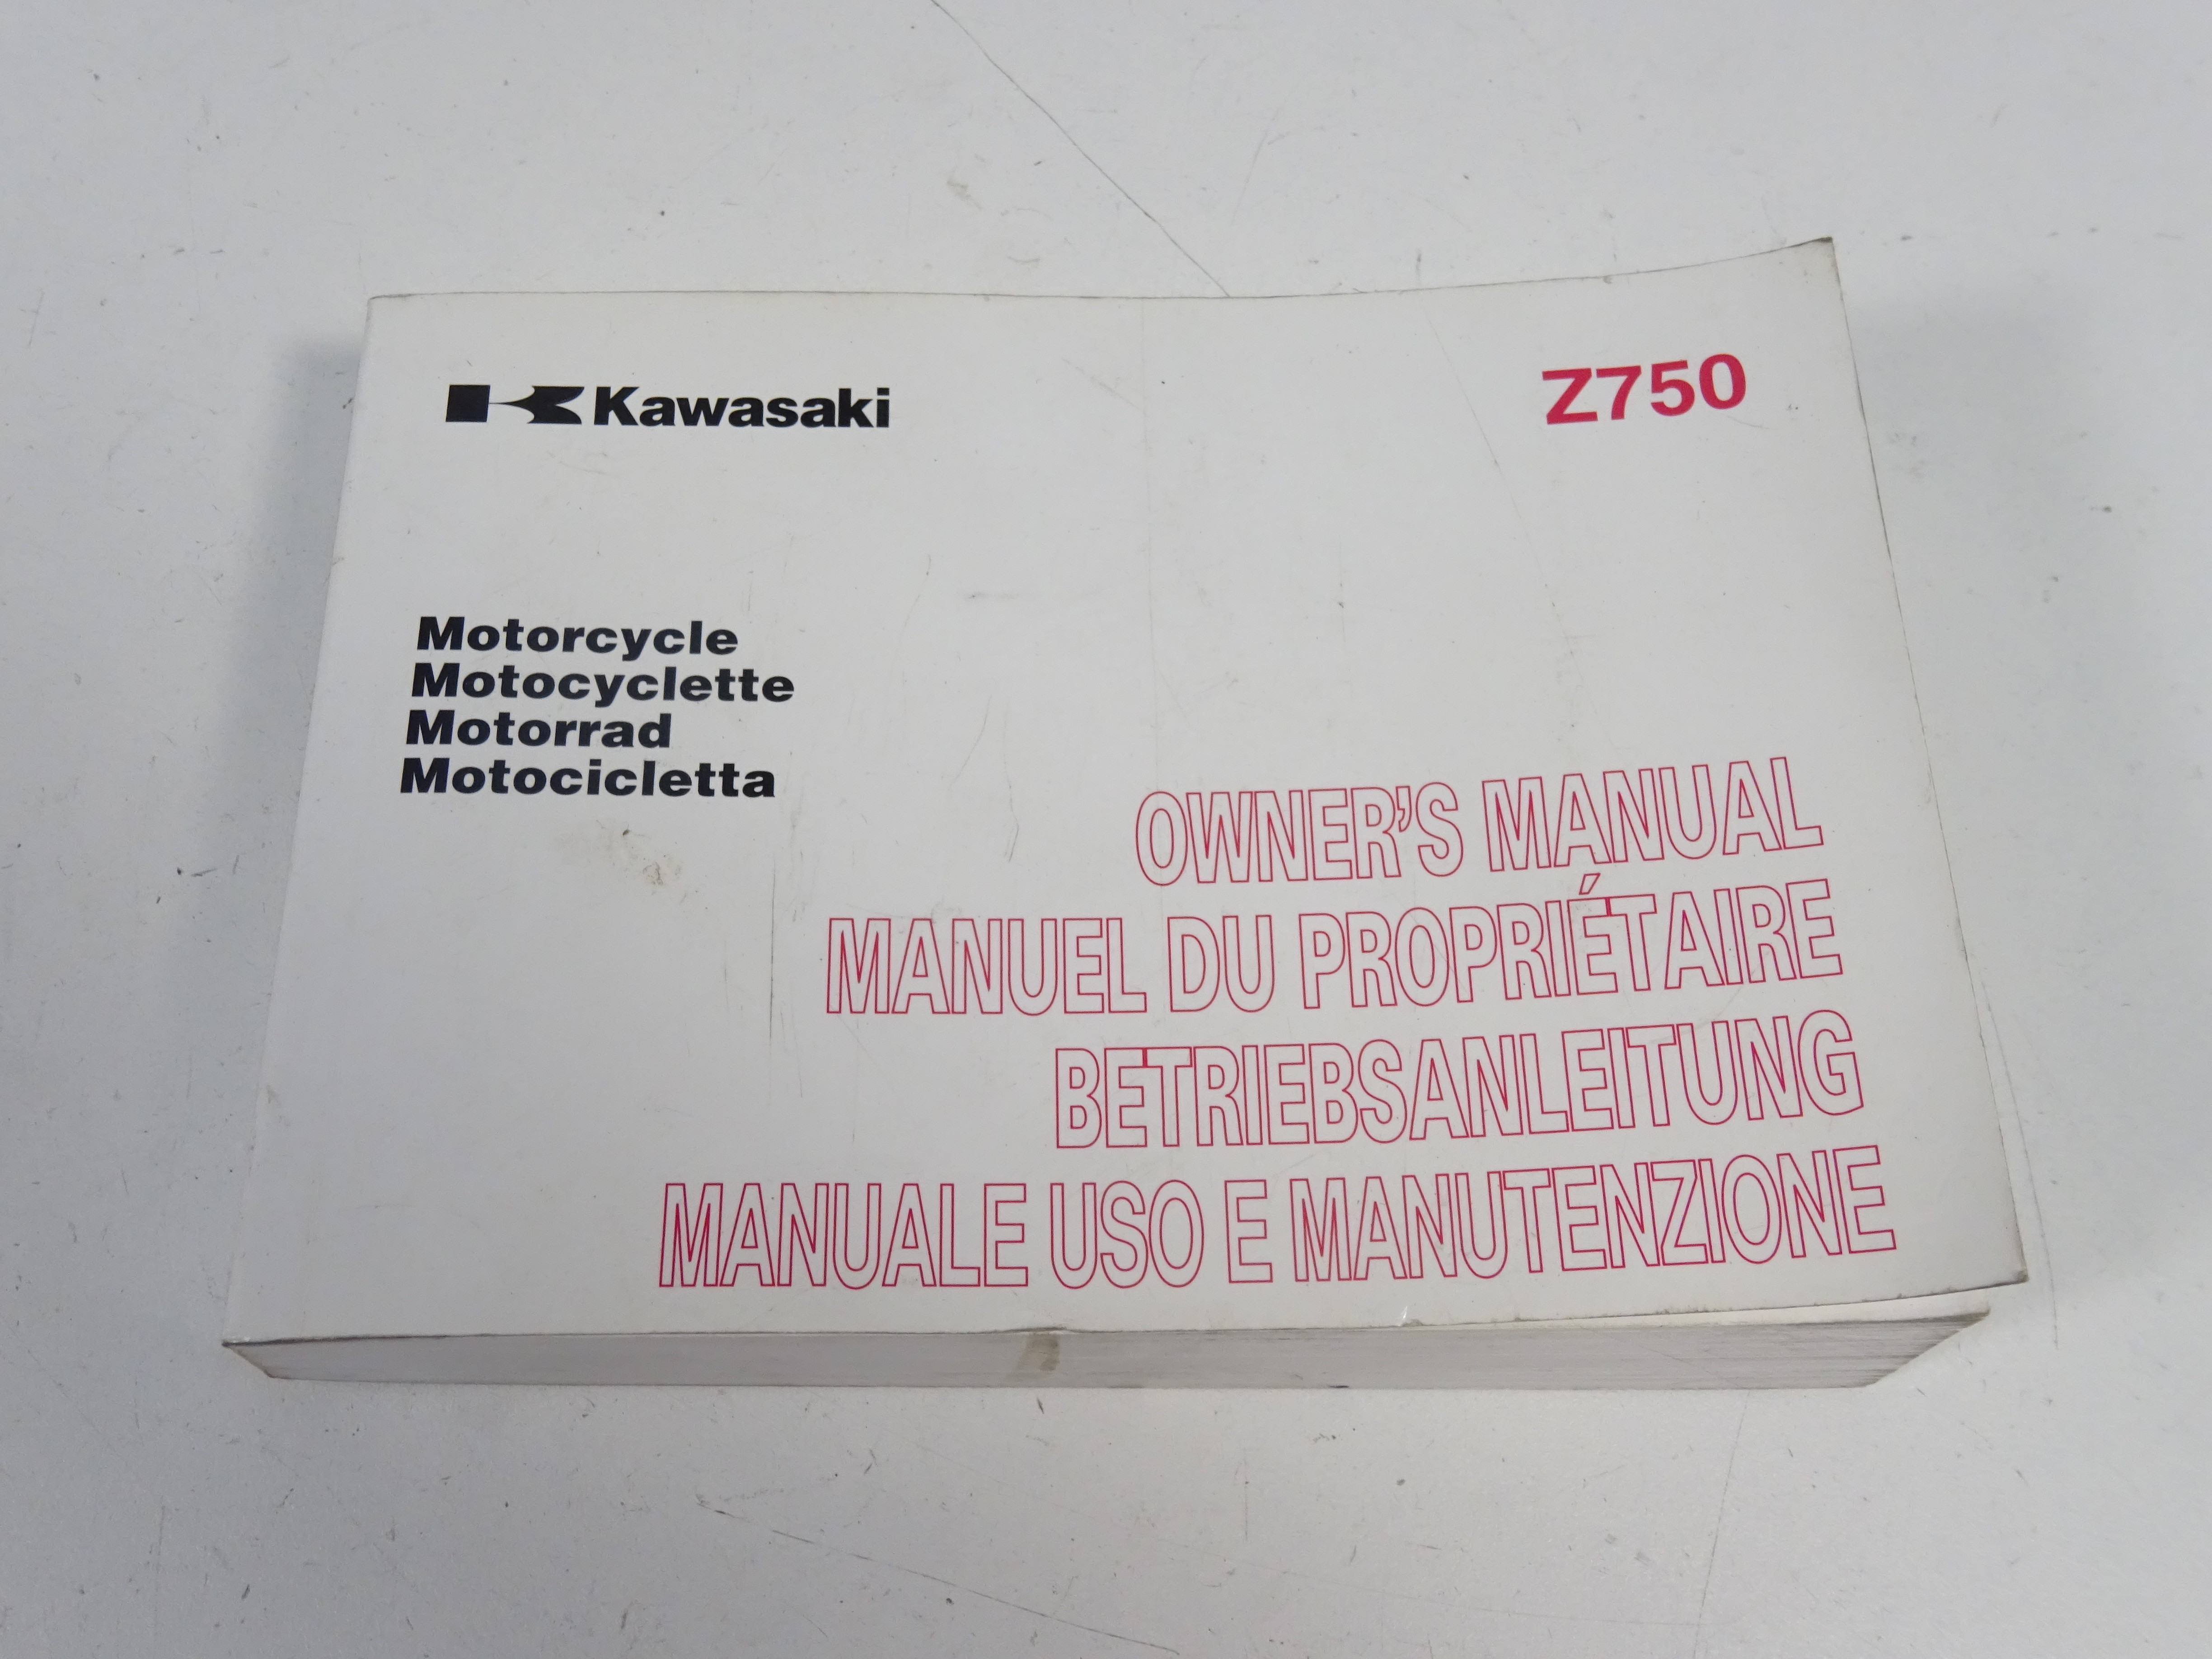 Kawasaki
Z750
Motorcycle
Motocyclette
Motorrad
Motocicletta
OWNER'S MANUAL
MANUEL DU PROPRIÉTAIRE
BETRIEBSANLEITUNG
MANUALE USO E MANUTENZIONE